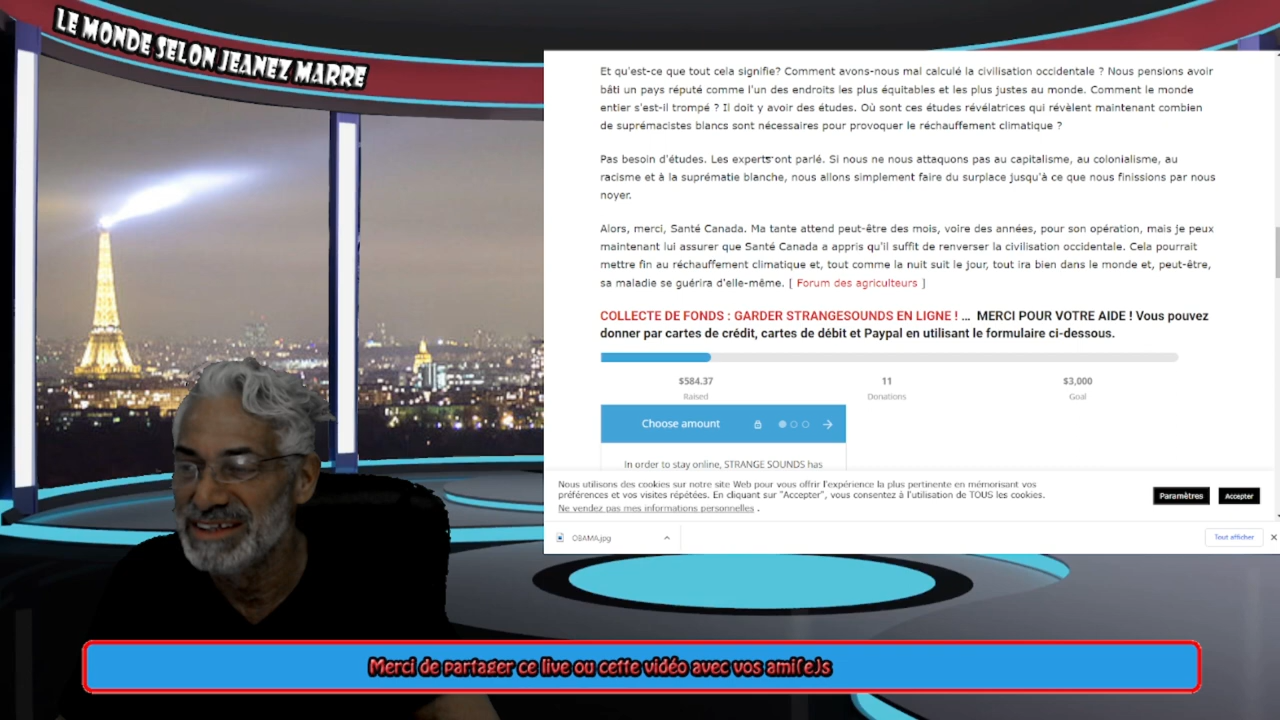 LE MONDE SELON JEANEZ MARRE
Et qu'est-ce que tout cela signifie? Comment avons-nous mal calculé la civilisation occidentale ? Nous pensions avoir
bâti un pays réputé comme l'un des endroits les plus équitables et les plus justes au monde. Comment le monde
entier s'est-il trompé ? Il doit y avoir des études. Où sont ces études révélatrices qui révèlent maintenant combien
de suprémacistes blancs sont nécessaires pour provoquer le réchauffement climatique ?
Pas besoin d'études. Les experts ont parlé. Si nous ne nous attaquons pas au capitalisme, au colonialisme, au
racisme et à la suprématie blanche, nous allons simplement faire du surplace jusqu'à ce que nous finissions par nous
noyer.
Alors, merci, Santé Canada. Ma tante attend peut-être des mois, voire des années, pour son opération, mais je peux
maintenant lui assurer que Santé Canada a appris qu'il suffit de renverser la civilisation occidentale. Cela pourrait
mettre fin au réchauffement climatique et, tout comme la nuit suit le jour, tout ira bien dans le monde et, peut-être,
sa maladie se guérira d'elle-même. [ Forum des agriculteurs ]
COLLECTE DE FONDS : GARDER STRANGESOUNDS EN LIGNE ! ... MERCI POUR VOTRE AIDE ! Vous pouvez
donner par cartes de crédit, cartes de débit et Paypal en utilisant le formulaire ci-dessous.
$584.37 11 $3,000
Raised Donations Goal
Choose amount
In order to stay online, STRANGE SOUNDS has
Nous utilisons des cookies sur notre site Web pour vous offrir l'expérience la plus pertinente en mémorisant vos
préférences et vos visites répétées. En cliquant sur "Accepter", vous consentez à l'utilisation de TOUS les cookies.
Ne vendez pas mes informations personnelles .
Paramètres Accepter
OBAMA.jpg
Tout afficher
Merci de partager ce live ou cette vidéo avec vos ami(e)s